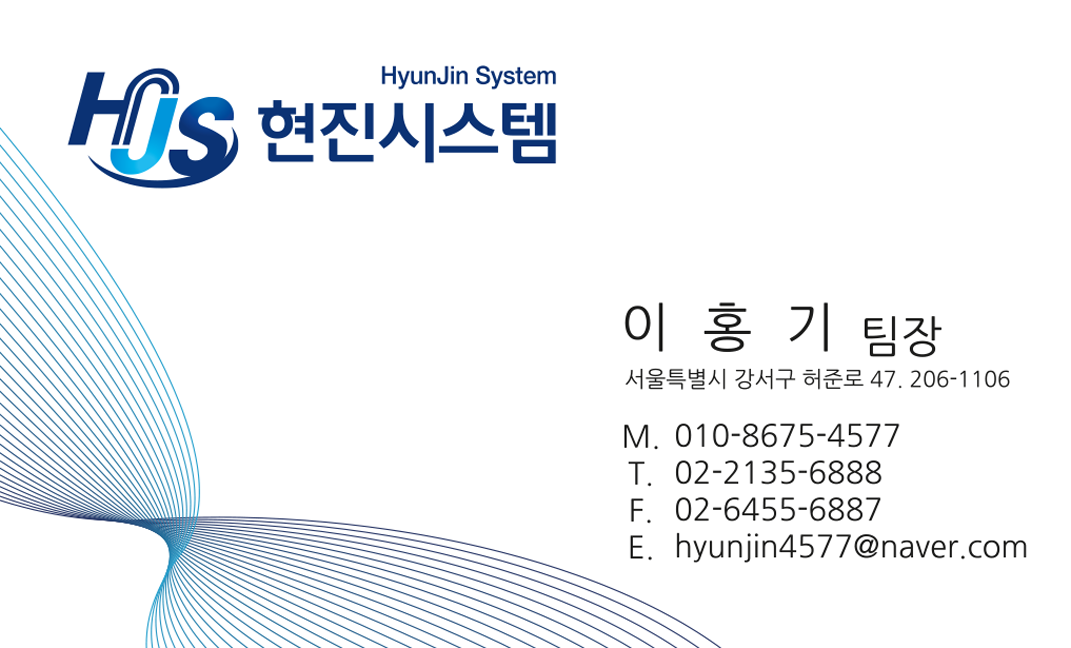 HJS
HyunJin System
현진시스템
이 홍 기 팀장
서울특별시 강서구 허준로 47. 206-1106
M. 010-8675-4577
T. 02-2135-6888
F. 02-6455-6887
E. hyunjin4577@naver.com